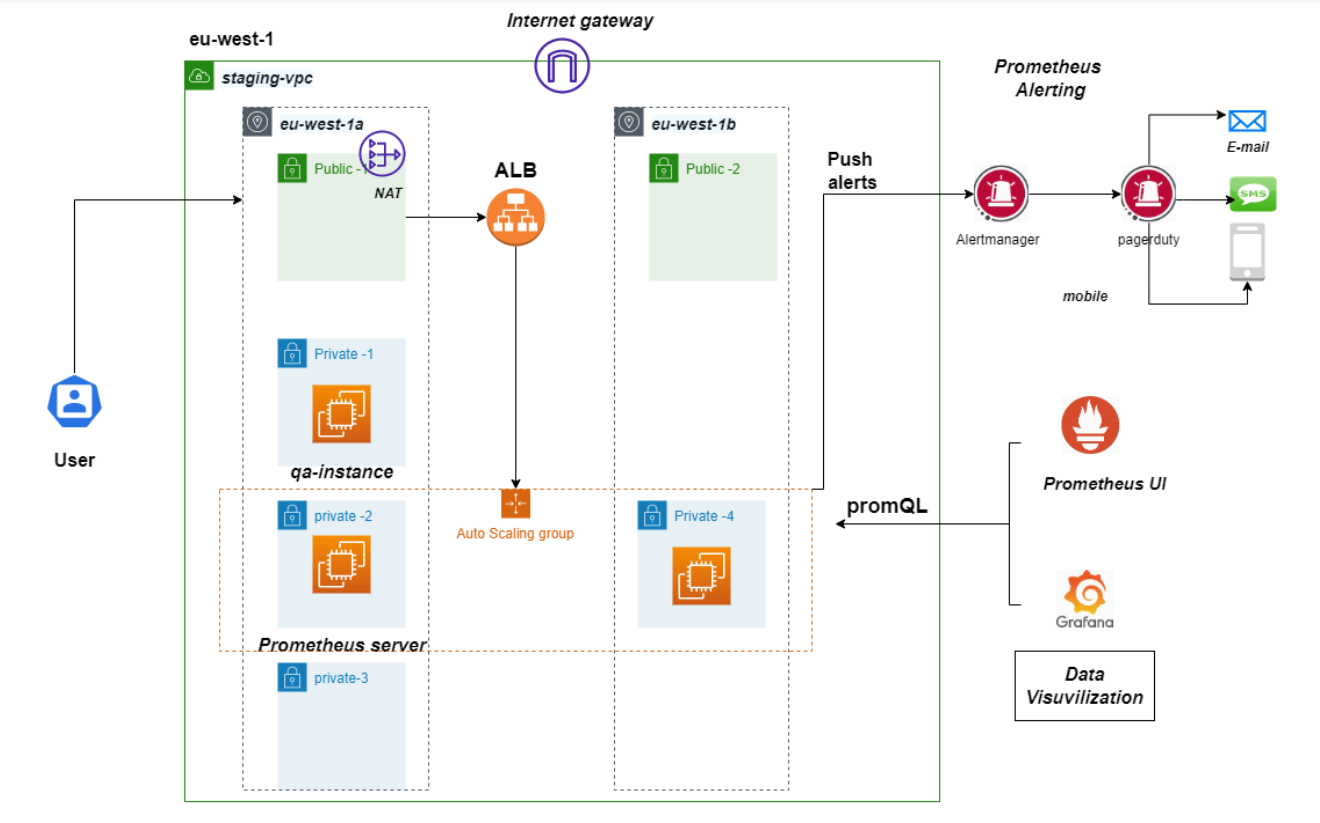 Internet gateway
eu-west-1
staging-vpc
Prometheus
Alerting
eu-west-1a
eu-west-1b
E-mail
Public -1
NAT
ALB
Public -2
Push
alerts
SMS
Alertmanager
pagerduty
mobile
Private -1
User
qa-instance
Prometheus UI
private -2
Auto Scaling group
Private -4
promQL
Grafana
Prometheus server
private-3
Data
Visuvilization